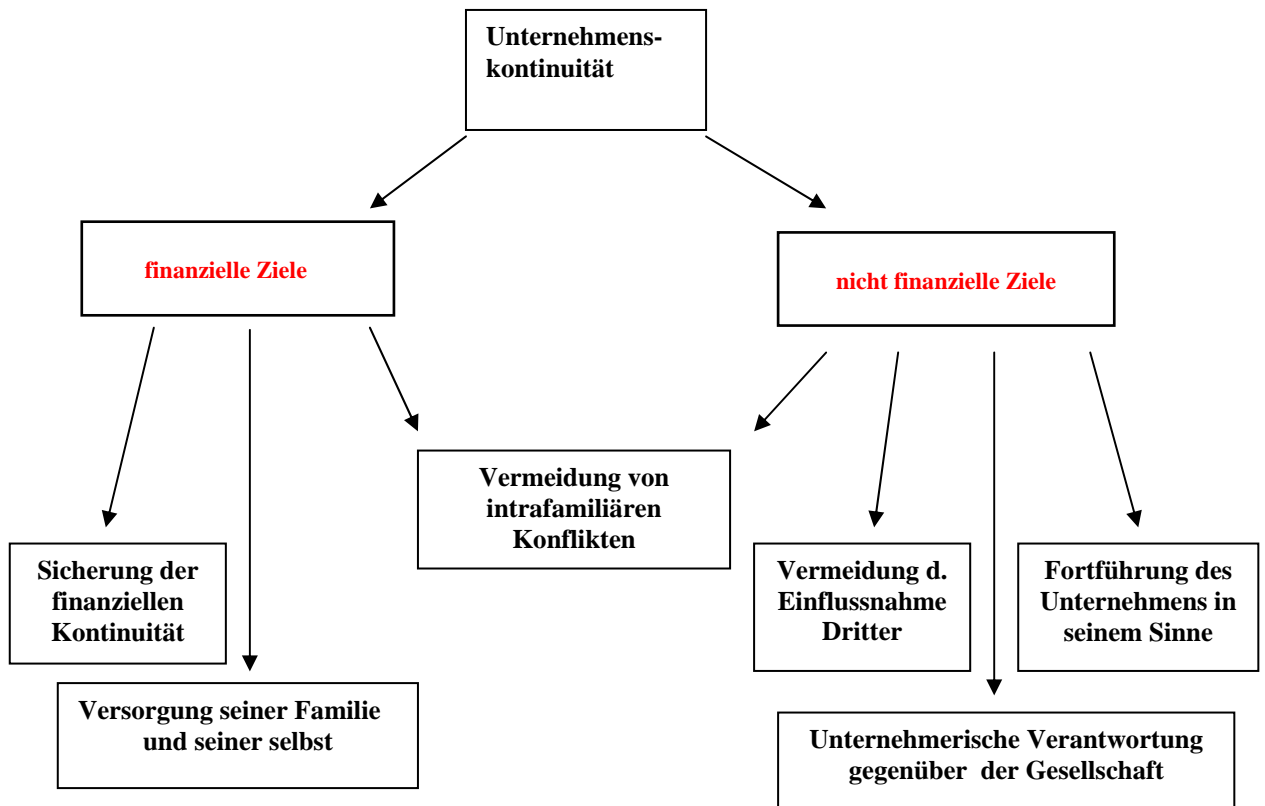 Unternehmens-
kontinuität
finanzielle Ziele
nicht finanzielle Ziele
Vermeidung von
intrafamiliären
Konflikten
Sicherung der
finanziellen
Kontinuität
Vermeidung d.
Einflussnahme
Dritter
Fortführung des
Unternehmens in
seinem Sinne
Versorgung seiner Familie
und seiner selbst
Unternehmerische Verantwortung
gegenüber der Gesellschaft